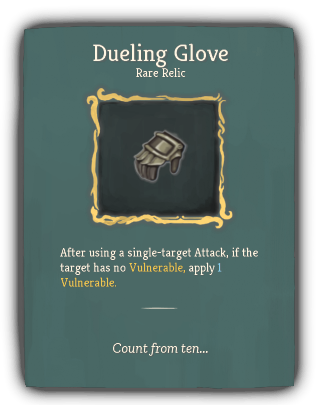 Dueling Glove
Rare Relic
After using a single-target Attack, if the
target has no Vulnerable, apply 1
Vulnerable.
Count from ten...